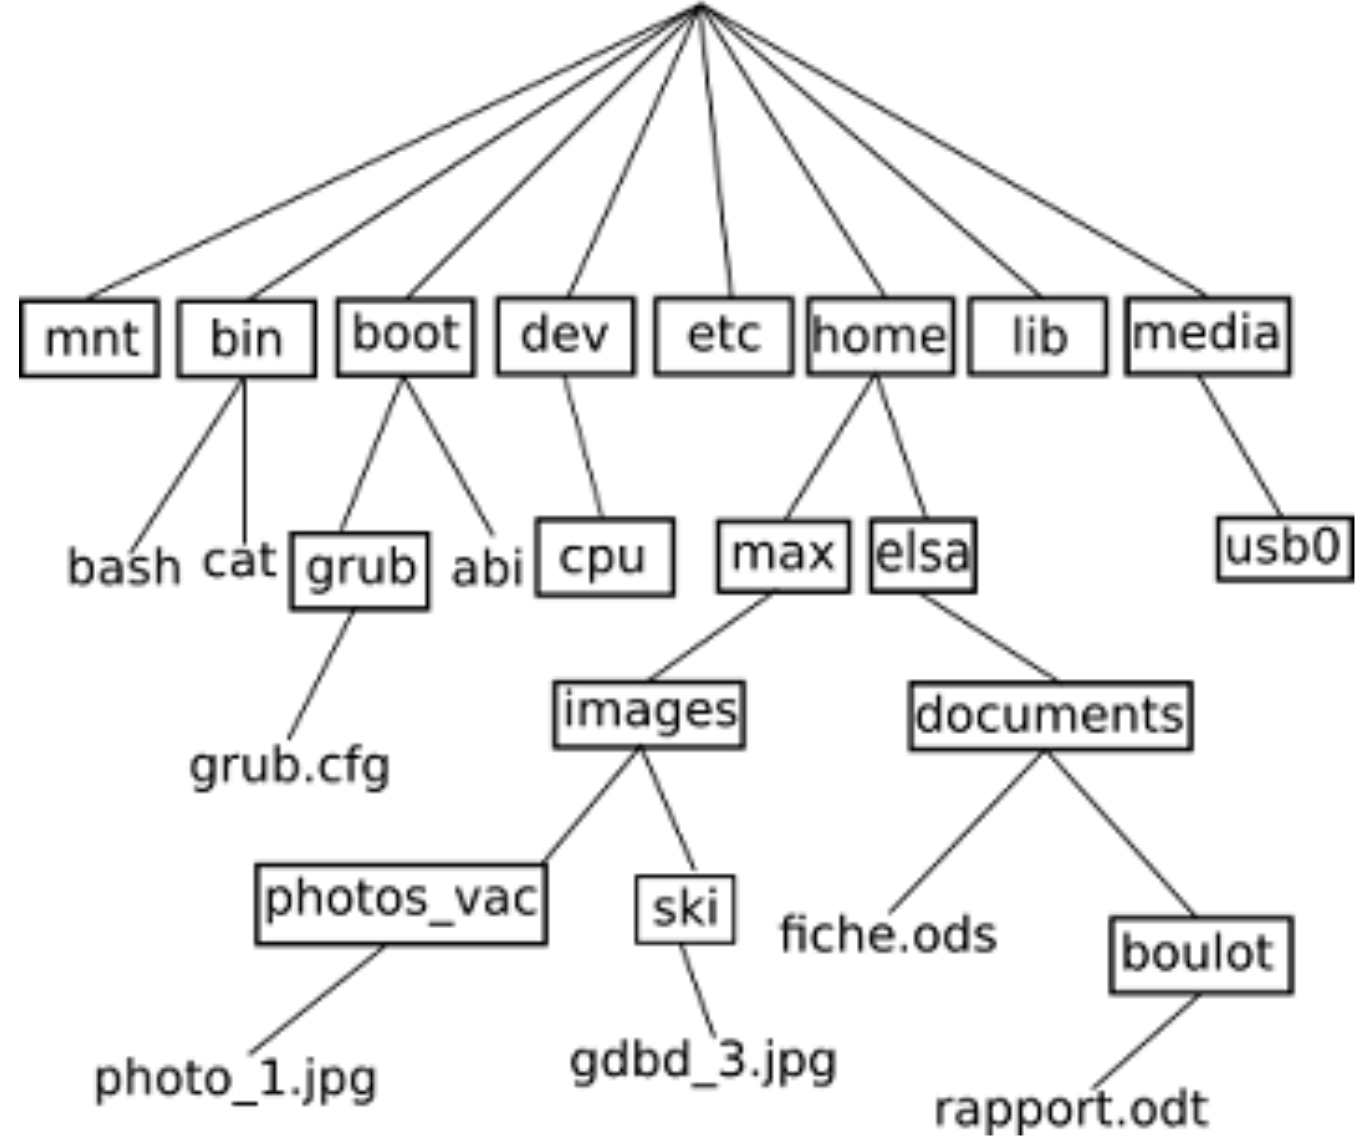 mnt bin boot dev etc home lib media
bash cat grub abi cpu max elsa usb0
images documents
grub.cfg
photos_vac ski fiche.ods boulot
photo_1.jpg gdbd_3.jpg rapport.odt